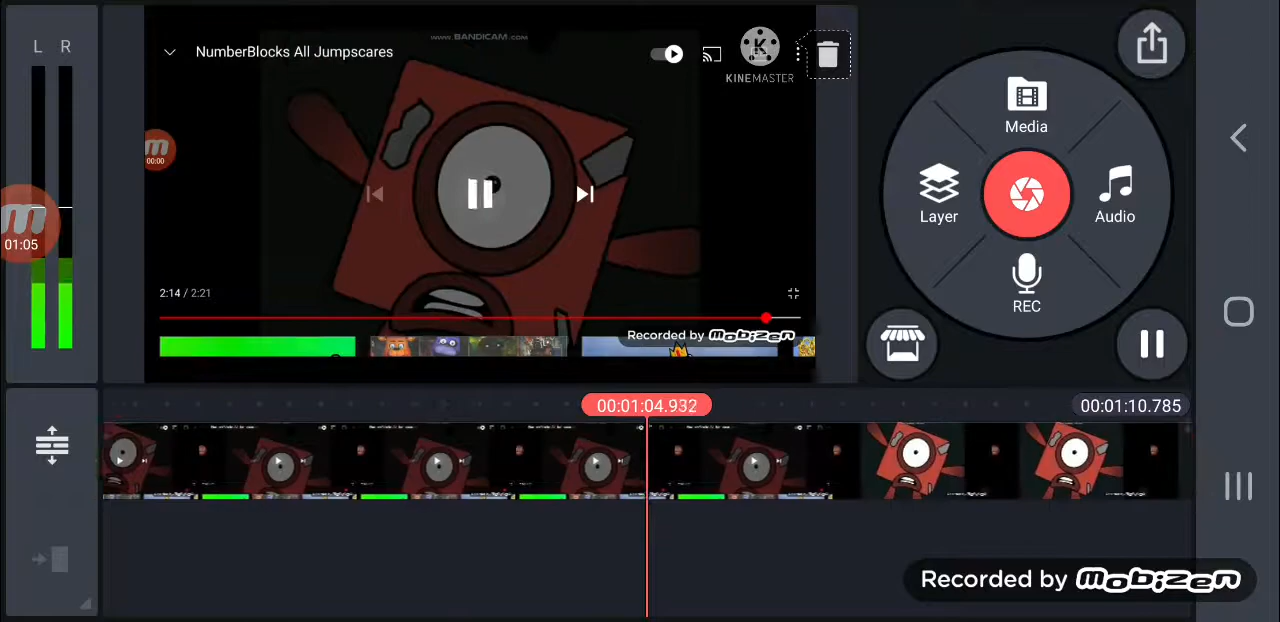 L R
www.BANDICAM.com
NumberBlocks All Jumpscares
KINEMASTER
00:00
01:05
2:14 / 2:21
Recorded by mobizen
Media
Layer
Audio
REC
00:01:04.932
00:01:10.785
Recorded by mobizen